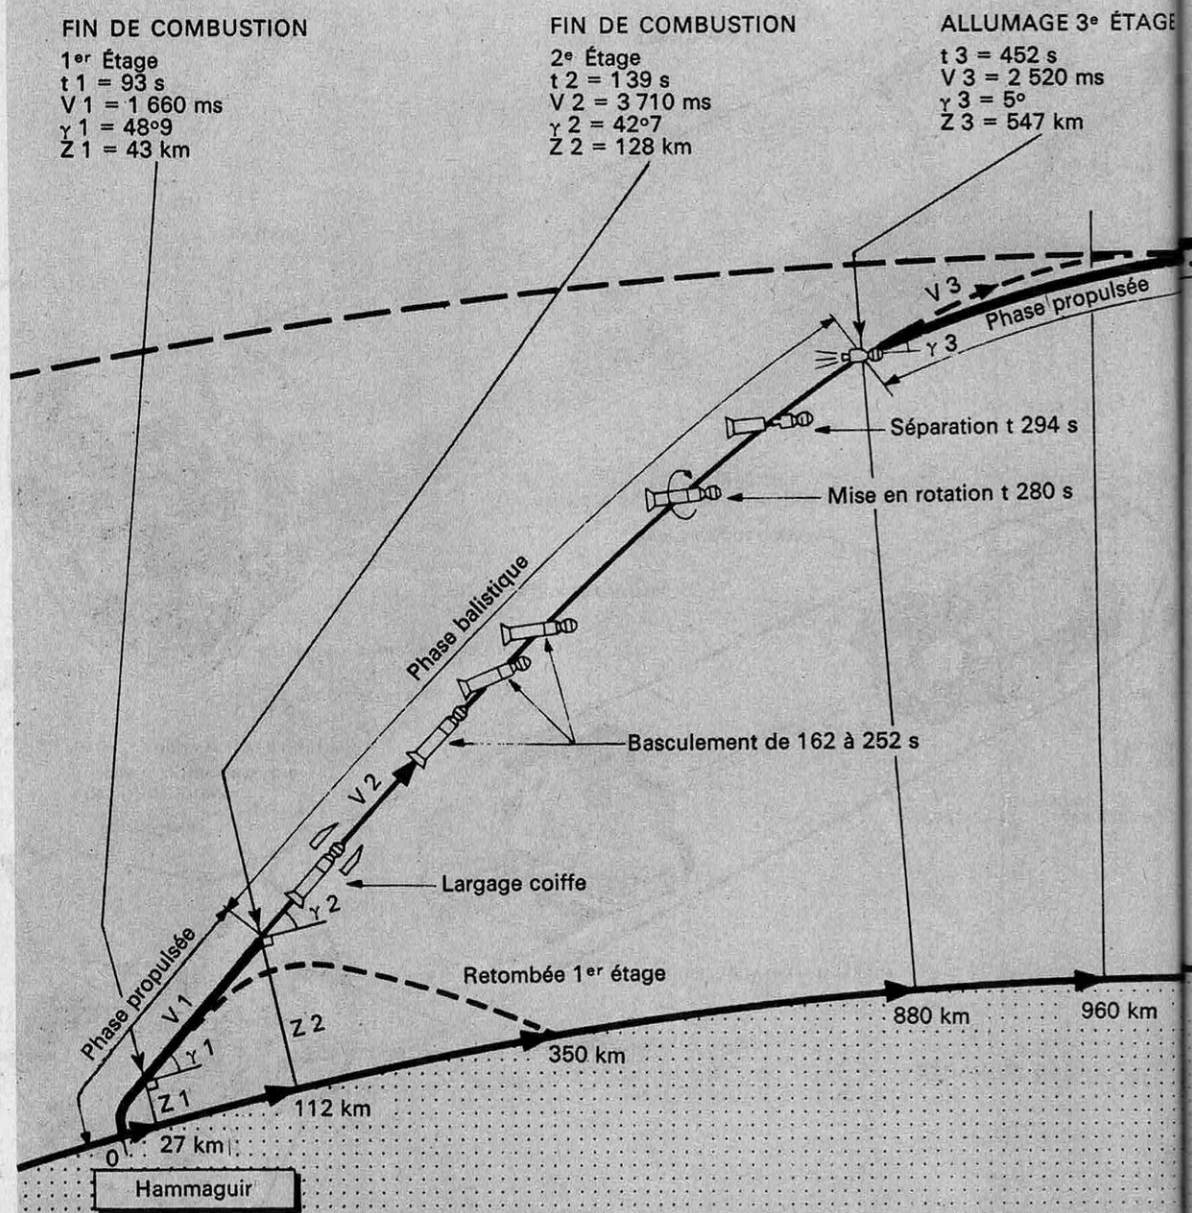 FIN DE COMBUSTION
1er Étage
t 1 = 93 s
V 1 = 1 660 ms
γ 1 = 48°9
Z 1 = 43 km
FIN DE COMBUSTION
2e Étage
t 2 = 139 s
V 2 = 3 710 ms
γ 2 = 42°7
Z 2 = 128 km
ALLUMAGE 3e ÉTAGE
t 3 = 452 s
V 3 = 2 520 ms
γ 3 = 5°
Z 3 = 547 km
V 3
Phase propulsée
γ 3
Séparation t 294 s
Mise en rotation t 280 s
Phase balistique
Basculement de 162 à 252 s
V 2
Largage coiffe
γ 2
Phase propulsée
V 1
Retombée 1er étage
Z 2
γ 1
Z 1
880 km
960 km
350 km
112 km
27 km
0
Hammaguir